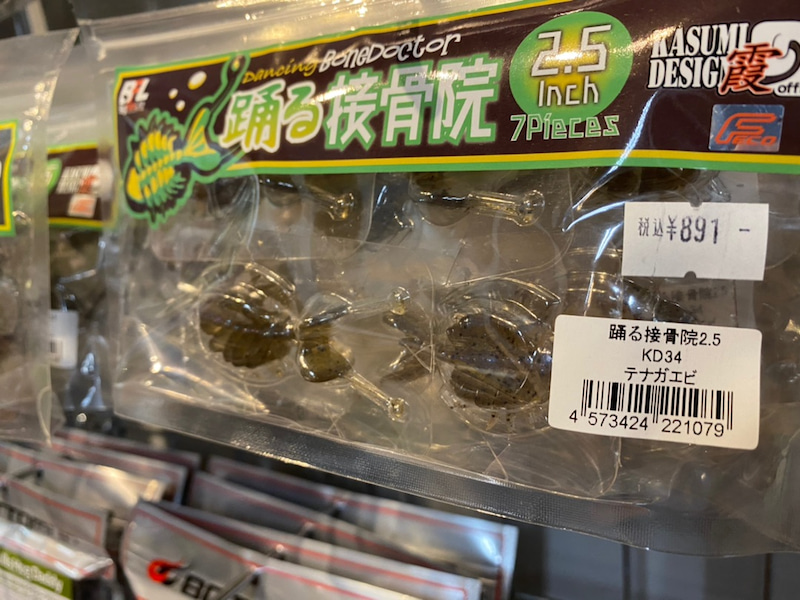 Dancing BoneDoctor
踊る接骨院
2.5
Inch
7Pieces
KASUMI
DESIGN
霞
税込¥891 -
踊る接骨院2.5
KD34
テナガエビ
4 573424 221079